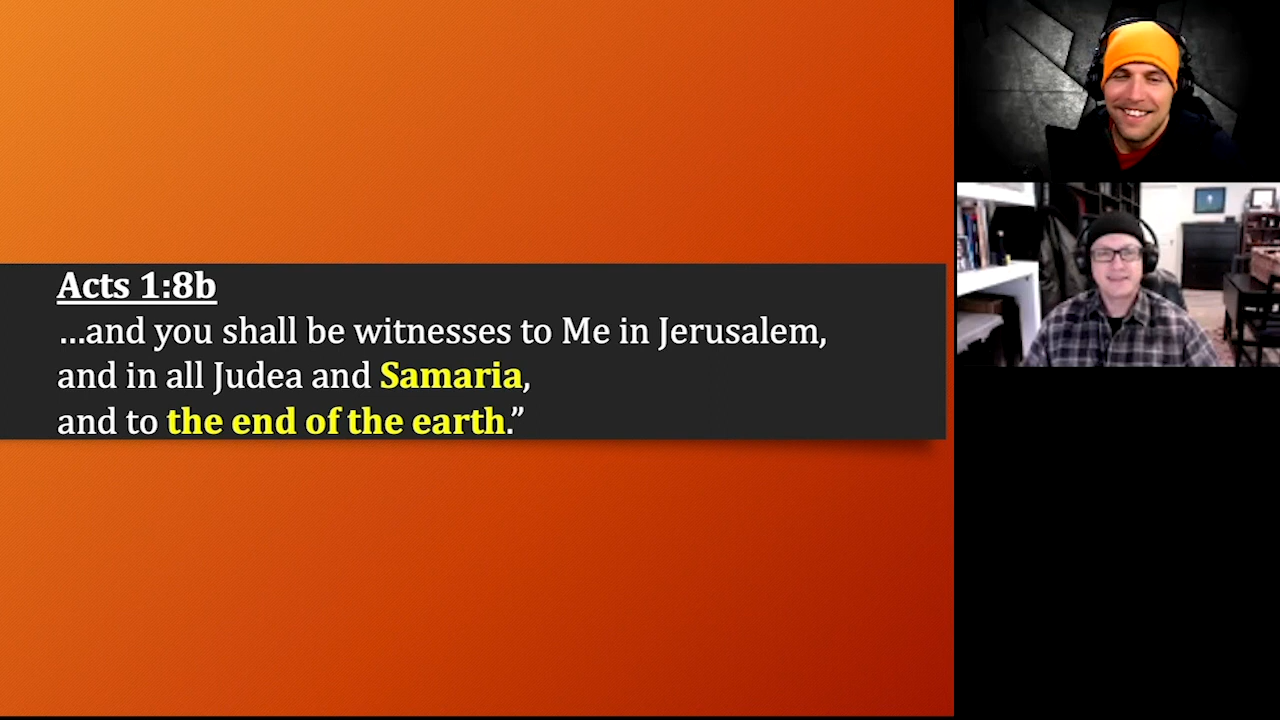 Acts 1:8b
…and you shall be witnesses to Me in Jerusalem,
and in all Judea and Samaria,
and to the end of the earth.”